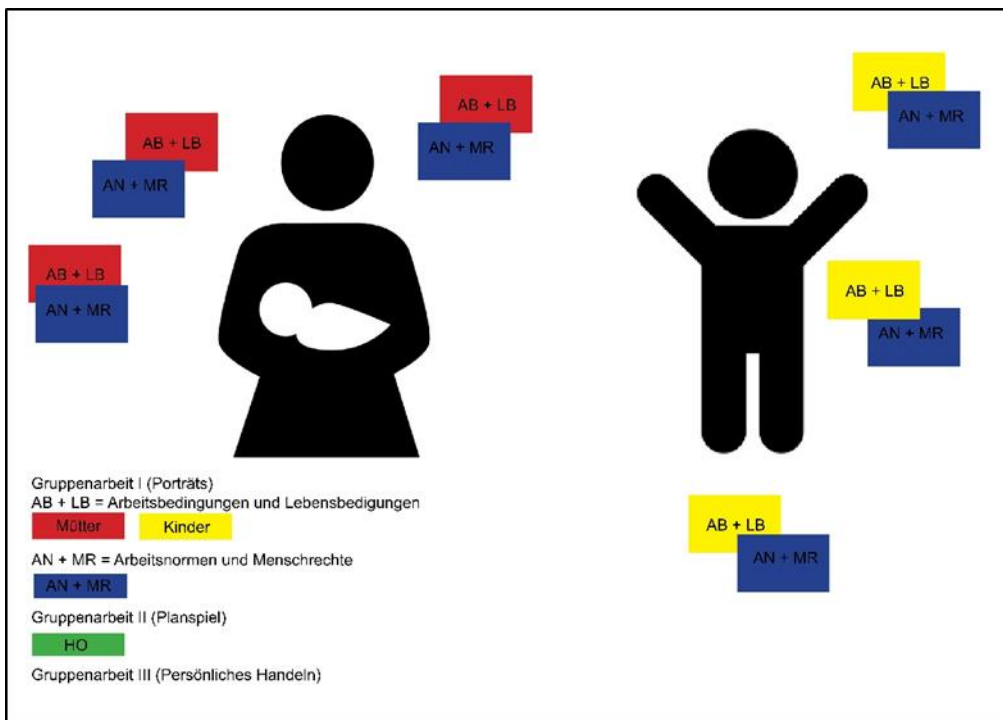 AB + LB
AN + MR
AB + LB
AN + MR
AB + LB
AN + MR
AB + LB
AN + MR
AB + LB
AN + MR
AB + LB
AN + MR
Gruppenarbeit I (Porträts)
AB + LB = Arbeitsbedingungen und Lebensbedigungen
Mütter Kinder
AN + MR = Arbeitsnormen und Menschrechte
AN + MR
Gruppenarbeit II (Planspiel)
HO
Gruppenarbeit III (Persönliches Handeln)